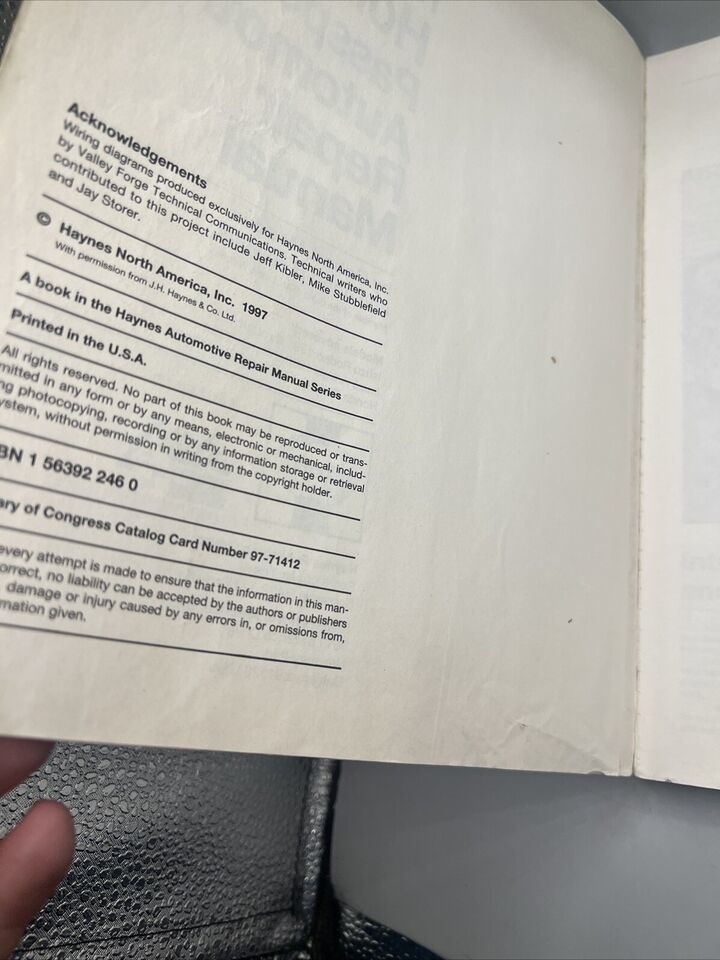 Acknowledgements
Wiring diagrams produced exclusively for Haynes North America, Inc.
by Valley Forge Technical Communications. Technical writers who
contributed to this project include Jeff Kibler, Mike Stubblefield
and Jay Storer.
© Haynes North America, Inc. 1997
With permission from J.H. Haynes & Co. Ltd.
A book in the Haynes Automotive Repair Manual Series
Printed in the U.S.A.
All rights reserved. No part of this book may be reproduced or trans-
mitted in any form or by any means, electronic or mechanical, includ-
ng photocopying, recording or by any information storage or retrieval
ystem, without permission in writing from the copyright holder.
BN 1 56392 246 0
ary of Congress Catalog Card Number 97-71412
every attempt is made to ensure that the information in this man-
orrect, no liability can be accepted by the authors or publishers
damage or injury caused by any errors in, or omissions from,
mation given.